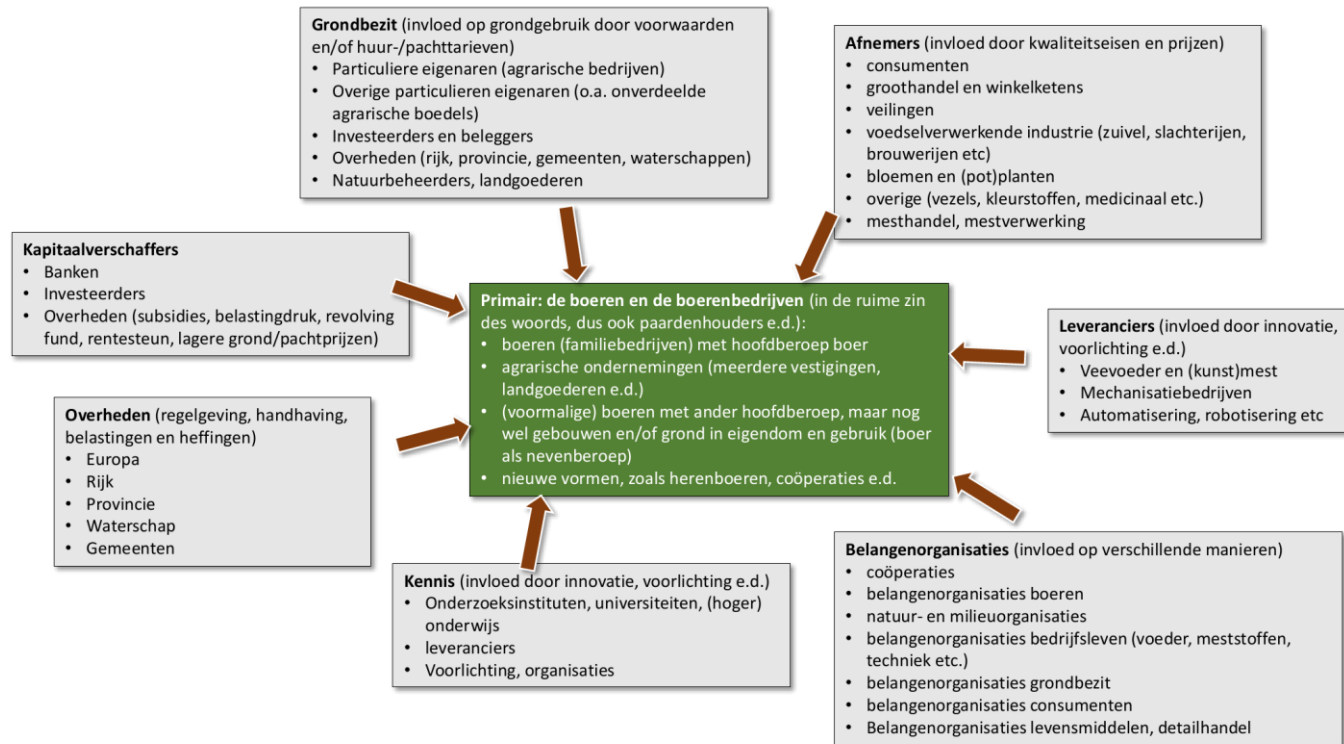 Grondbezit (invloed op grondgebruik door voorwaarden
en/of huur-/pachttarieven)
• Particuliere eigenaren (agrarische bedrijven)
• Overige particulieren eigenaren (o.a. onverdeelde
agrarische boedels)
• Investeerders en beleggers
• Overheden (rijk, provincie, gemeenten, waterschappen)
• Natuurbeheerders, landgoederen
Afnemers (invloed door kwaliteitseisen en prijzen)
• consumenten
• groothandel en winkelketens
• veilingen
• voedselverwerkende industrie (zuivel, slachterijen,
brouwerijen etc)
• bloemen en (pot)planten
• overige (vezels, kleurstoffen, medicinaal etc.)
• mesthandel, mestverwerking
Kapitaalverschaffers
• Banken
• Investeerders
• Overheden (subsidies, belastingdruk, revolving
fund, rentesteun, lagere grond/pachtprijzen)
Primair: de boeren en de boerenbedrijven (in de ruime zin
des woords, dus ook paardenhouders e.d.):
• boeren (familiebedrijven) met hoofdberoep boer
• agrarische ondernemingen (meerdere vestigingen,
landgoederen e.d.)
• (voormalige) boeren met ander hoofdberoep, maar nog
wel gebouwen en/of grond in eigendom en gebruik (boer
als nevenberoep)
• nieuwe vormen, zoals herenboeren, coöperaties e.d.
Leveranciers (invloed door innovatie,
voorlichting e.d.)
• Veevoeder en (kunst)mest
• Mechanisatiebedrijven
• Automatisering, robotisering etc
Overheden (regelgeving, handhaving,
belastingen en heffingen)
• Europa
• Rijk
• Provincie
• Waterschap
• Gemeenten
Kennis (invloed door innovatie, voorlichting e.d.)
• Onderzoeksinstituten, universiteiten, (hoger)
onderwijs
• leveranciers
• Voorlichting, organisaties
Belangenorganisaties (invloed op verschillende manieren)
• coöperaties
• belangenorganisaties boeren
• natuur- en milieuorganisaties
• belangenorganisaties bedrijfsleven (voeder, meststoffen,
techniek etc.)
• belangenorganisaties grondbezit
• belangenorganisaties consumenten
• Belangenorganisaties levensmiddelen, detailhandel